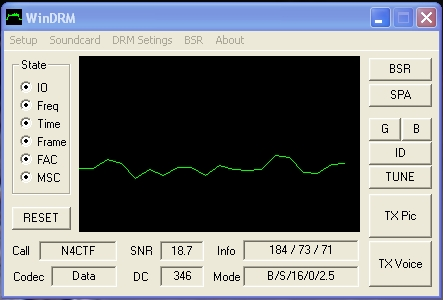 WinDRM
Setup Soundcard DRM Setings BSR About
State
IO
Freq
Time
Frame
FAC
MSC
RESET
BSR
SPA
G B
ID
TUNE
TX Pic
TX Voice
Call N4CTF SNR 18.7 Info 184 / 73 / 71
Codec Data DC 346 Mode B/S/16/0/2.5